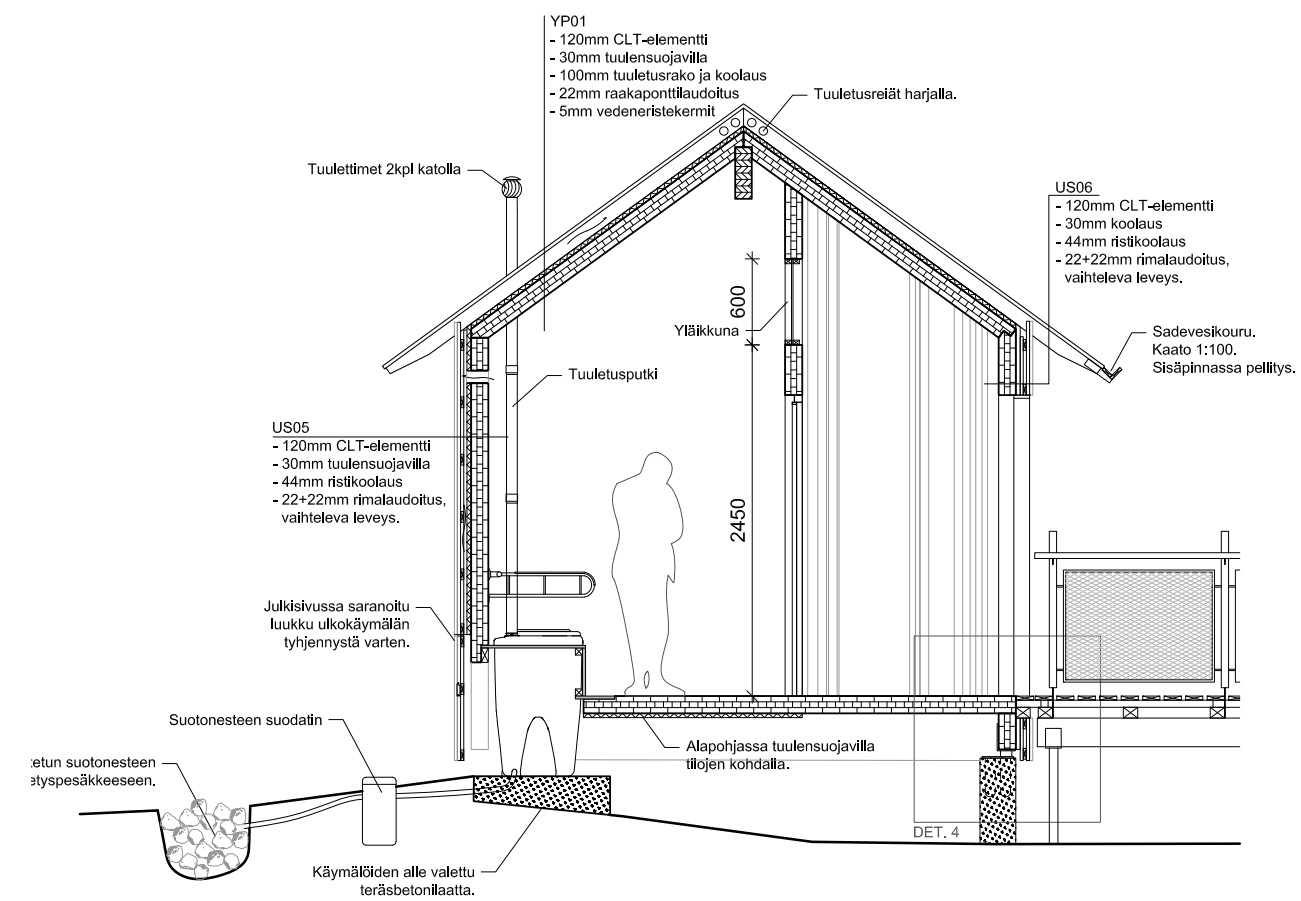 YP01
- 120mm CLT-elementti
- 30mm tuulensuojavilla
- 100mm tuuletusrako ja koolaus
- 22mm raakaponttilaudoitus
- 5mm vedeneristekermit
Tuuletusreiät harjalla.
Tuulettimet 2kpl katolla
US06
- 120mm CLT-elementti
- 30mm koolaus
- 44mm ristikoolaus
- 22+22mm rimalaudoitus,
vaihteleva leveys.
600
Yläikkuna
Sadevesikouru.
Kaato 1:100.
Sisäpinnassa pellitys.
Tuuletusputki
US05
- 120mm CLT-elementti
- 30mm tuulensuojavilla
- 44mm ristikoolaus
- 22+22mm rimalaudoitus,
vaihteleva leveys.
2450
Julkisivussa saranoitu
luukku ulkokäymälän
tyhjennystä varten.
Suotonesteen suodatin
Alapohjassa tuulensuojavilla
tilojen kohdalla.
suotonesteen
DET. 4
Käymälöiden alle valettu
teräsbetonilaatta.